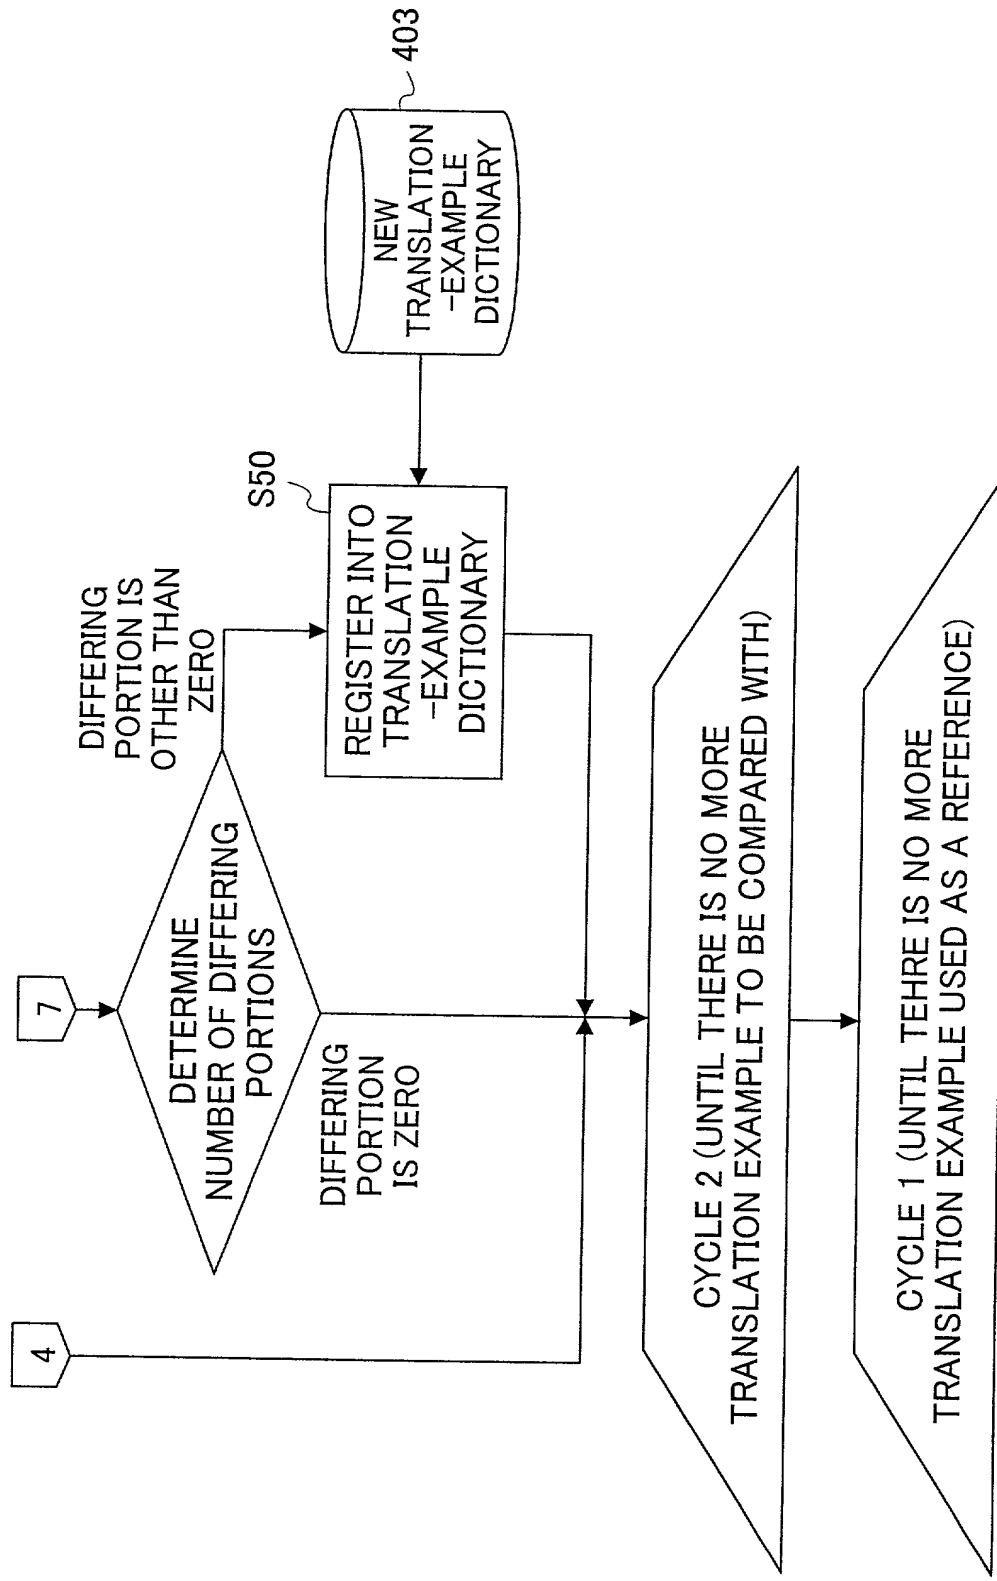 4
7
DETERMINE
NUMBER OF DIFFERING
PORTIONS
DIFFERING
PORTION IS
OTHER THAN
ZERO
DIFFERING
PORTION
IS ZERO
S50
REGISTER INTO
TRANSLATION
-EXAMPLE
DICTIONARY
403
NEW
TRANSLATION
-EXAMPLE
DICTIONARY
CYCLE 2 (UNTIL THERE IS NO MORE
TRANSLATION EXAMPLE TO BE COMPARED WITH)
CYCLE 1 (UNTIL TEHRE IS NO MORE
TRANSLATION EXAMPLE USED AS A REFERENCE)